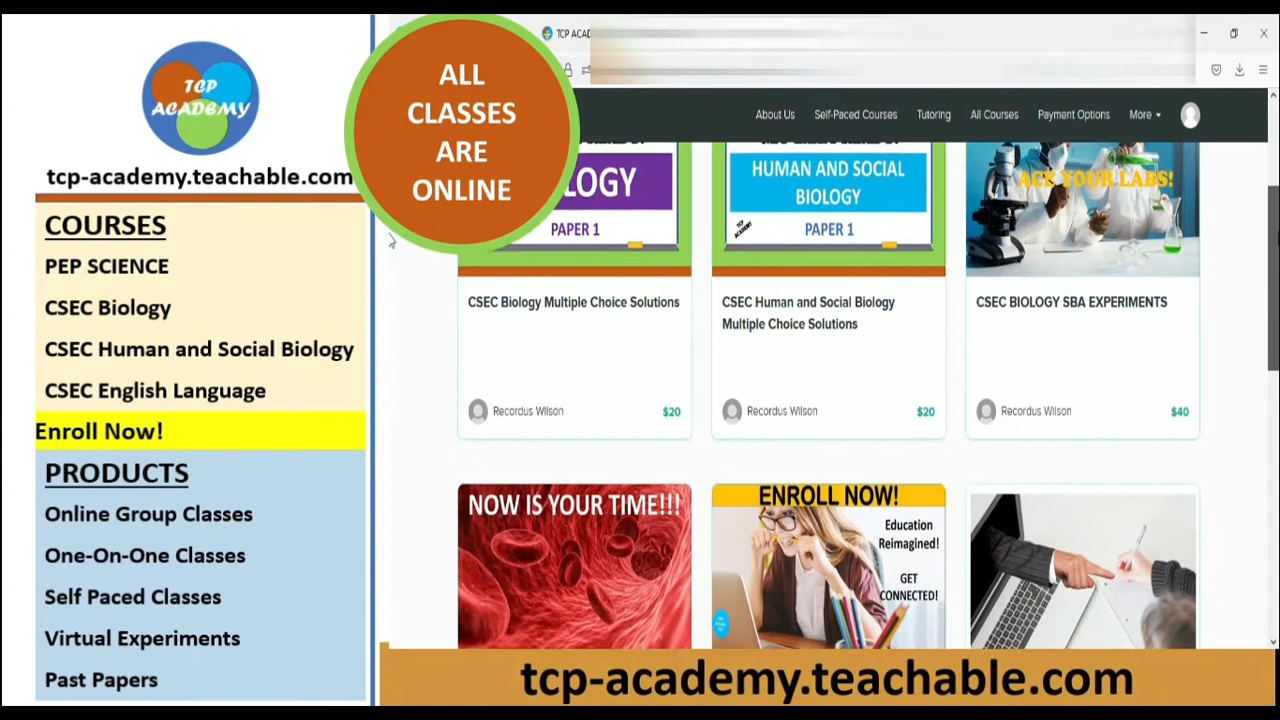 TCP
ACADEMY
tcp-academy.teachable.com
COURSES
PEP SCIENCE
CSEC Biology
CSEC Human and Social Biology
CSEC English Language
Enroll Now!
PRODUCTS
Online Group Classes
One-On-One Classes
Self Paced Classes
Virtual Experiments
Past Papers
ALL
CLASSES
ARE
ONLINE
TCP ACAD
About Us
Self-Paced Courses
Tutoring
All Courses
Payment Options
More
LOGY
PAPER 1
CSEC Biology Multiple Choice Solutions
Recordus Wilson
$20
HUMAN AND SOCIAL
BIOLOGY
PAPER 1
TCP
ACADEMY
CSEC Human and Social Biology
Multiple Choice Solutions
Recordus Wilson
$20
ACE YOUR LABS!
CSEC BIOLOGY SBA EXPERIMENTS
Recordus Wilson
$40
NOW IS YOUR TIME!!!
ENROLL NOW!
Education
Reimagined!
GET
CONNECTED!
tcp-academy.teachable.com